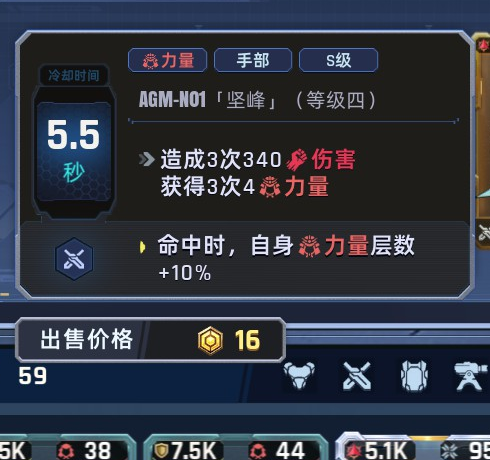 力量 手部 S级
冷却时间
AGM-N01「坚峰」（等级四）
5.5
秒
造成3次340伤害
获得3次4力量
命中时，自身力量层数
+10%
出售价格 16
59
5K 38 7.5K 44 5.1K 95